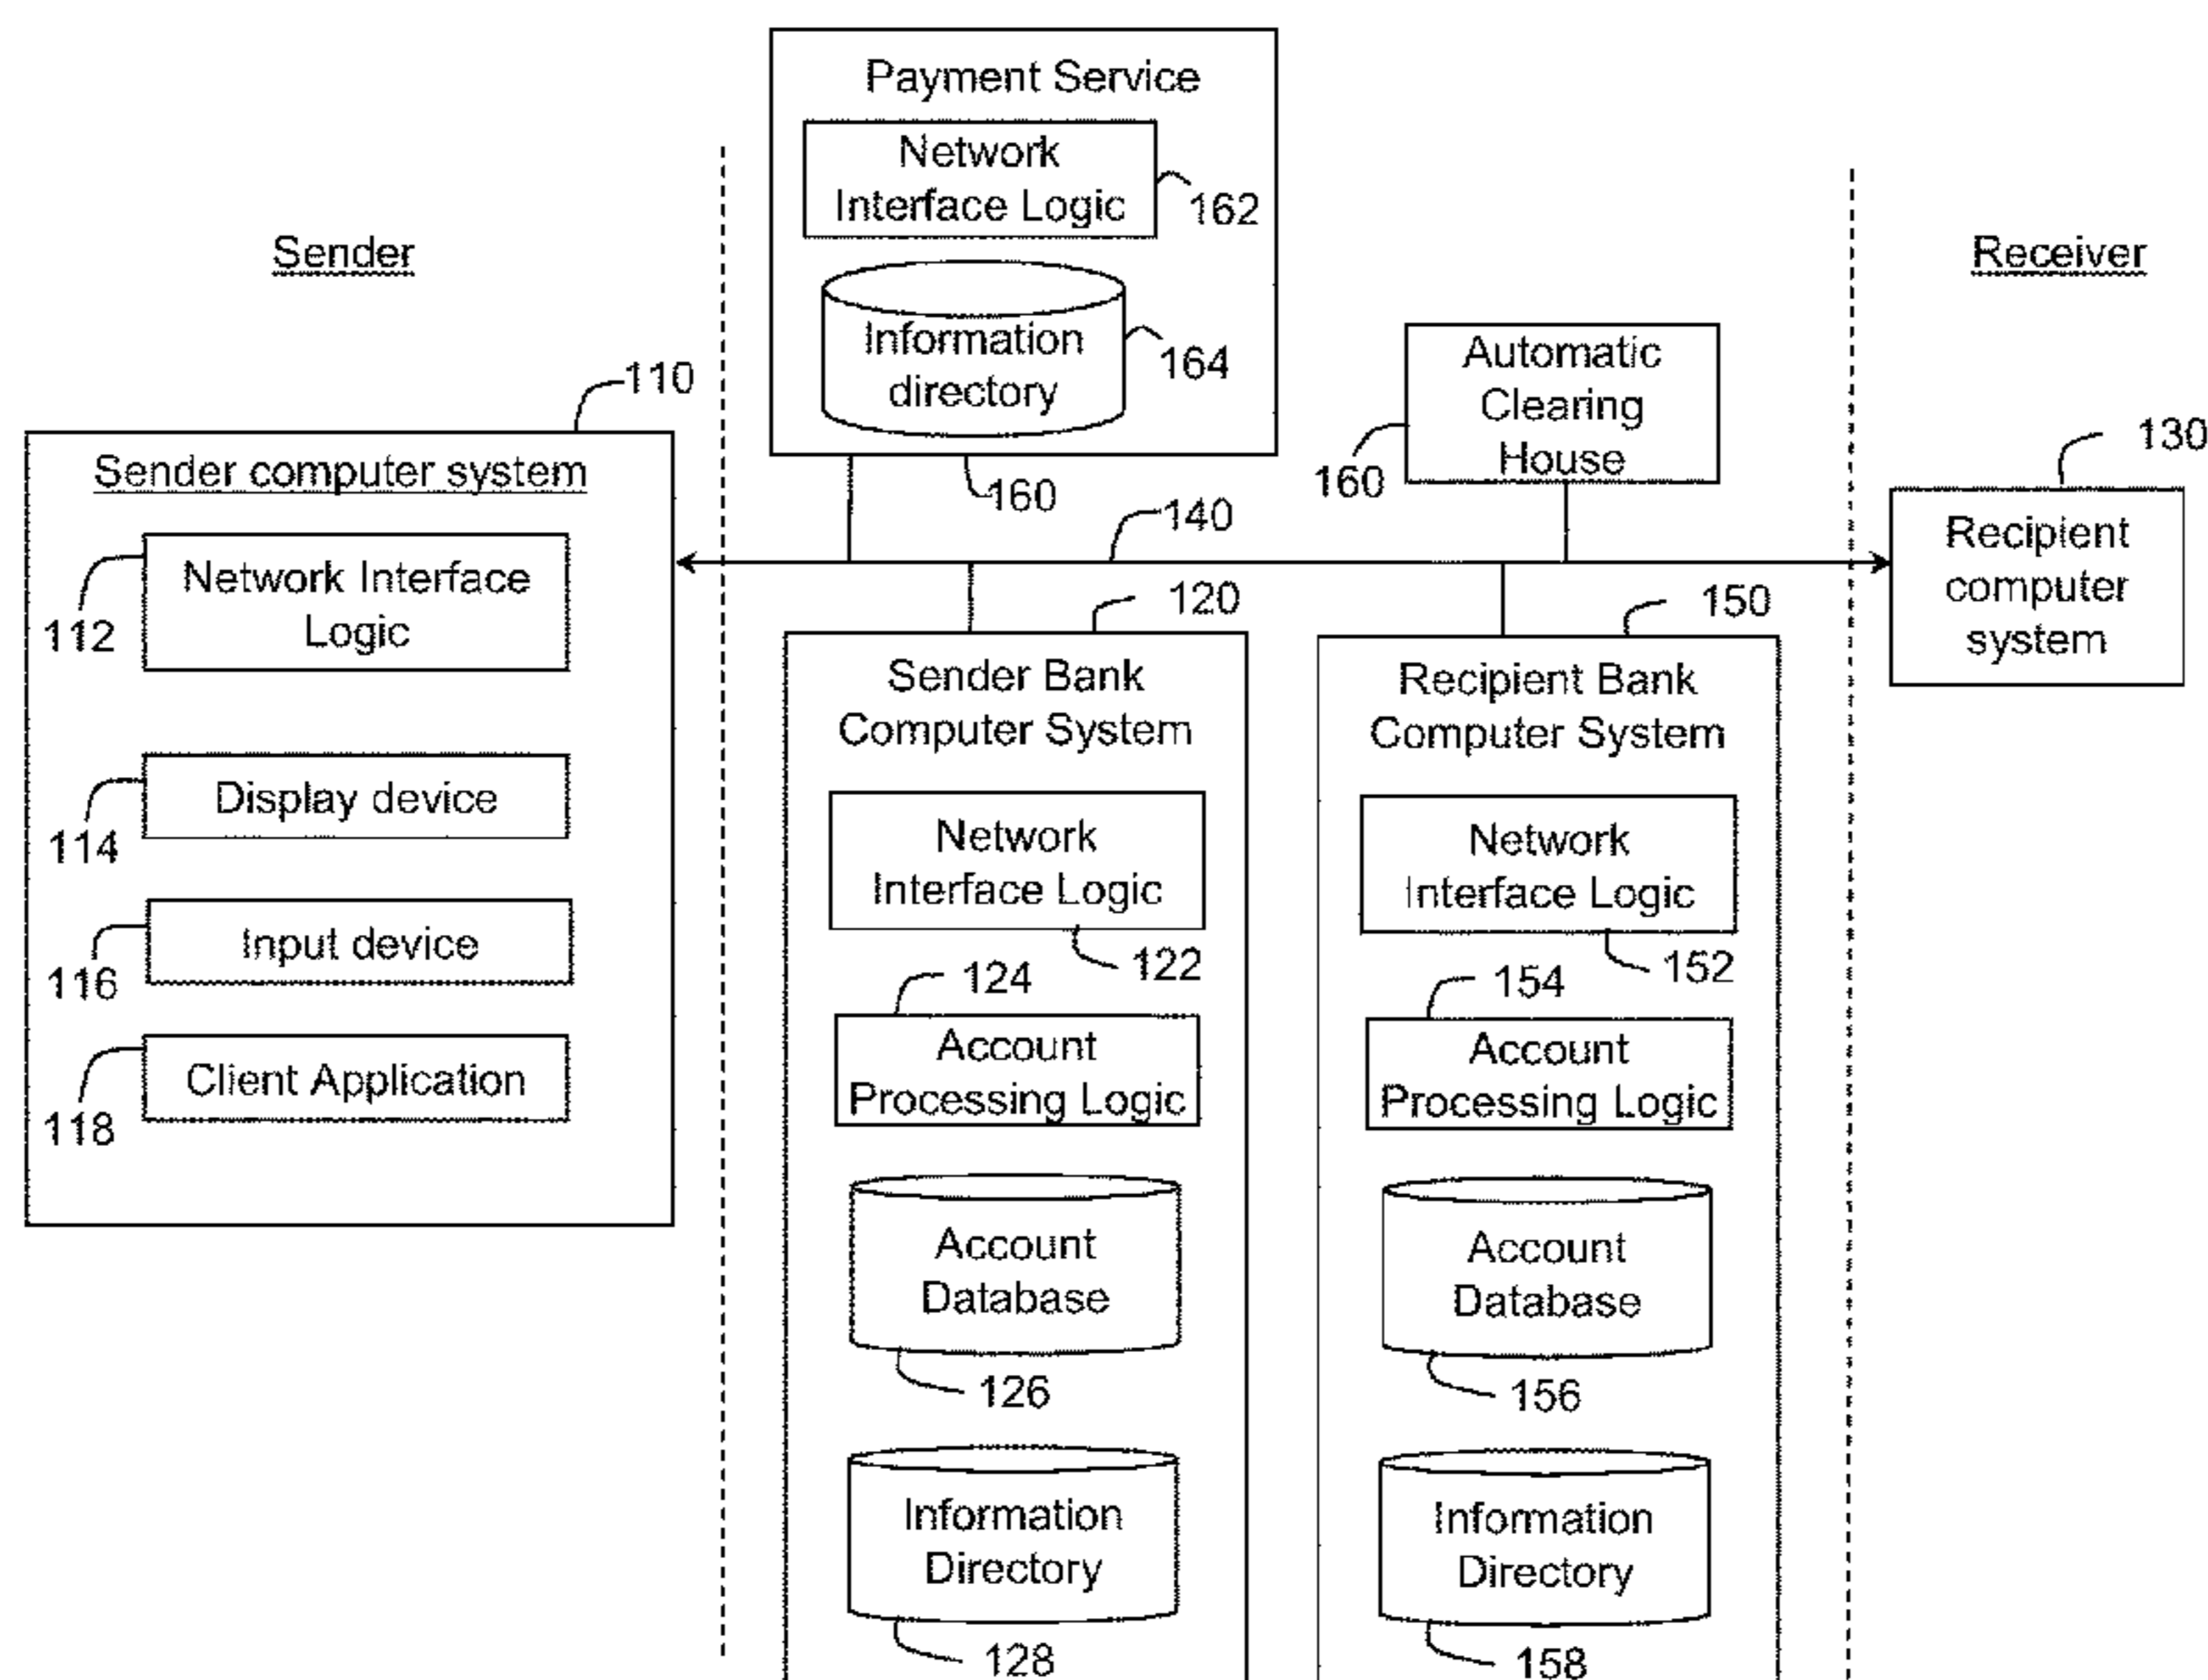 Payment Service
Network
Interface Logic
162
Information
directory
164
160
Sender
Receiver
110
Sender computer system
112
Network Interface
Logic
114
Display device
116
Input device
118
Client Application
Automatic
Clearing
House
160
130
Recipient
computer
system
140
120
Sender Bank
Computer System
Network
Interface Logic
122
124
Account
Processing Logic
Account
Database
126
Information
Directory
128
150
Recipient Bank
Computer System
Network
Interface Logic
152
154
Account
Processing Logic
Account
Database
156
Information
Directory
158